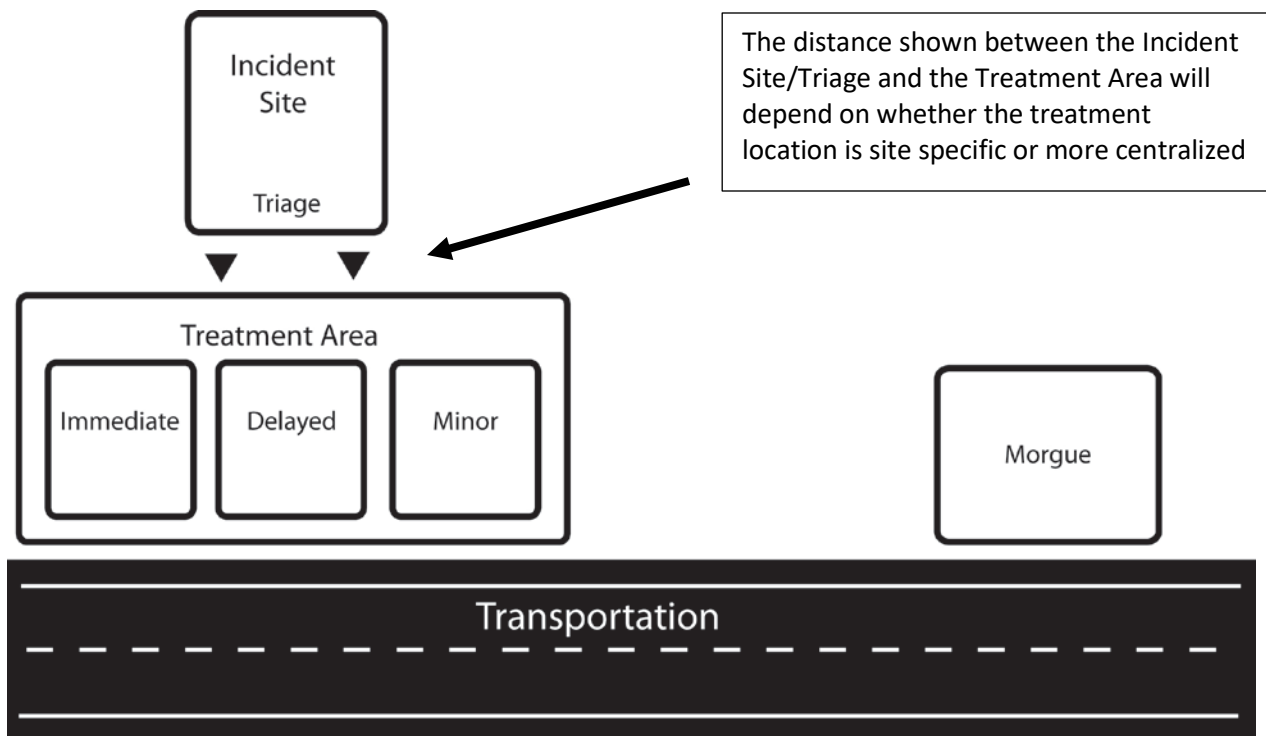 Incident
Site
Triage
The distance shown between the Incident
Site/Triage and the Treatment Area will
depend on whether the treatment
location is site specific or more centralized
Treatment Area
Immediate
Delayed
Minor
Morgue
Transportation